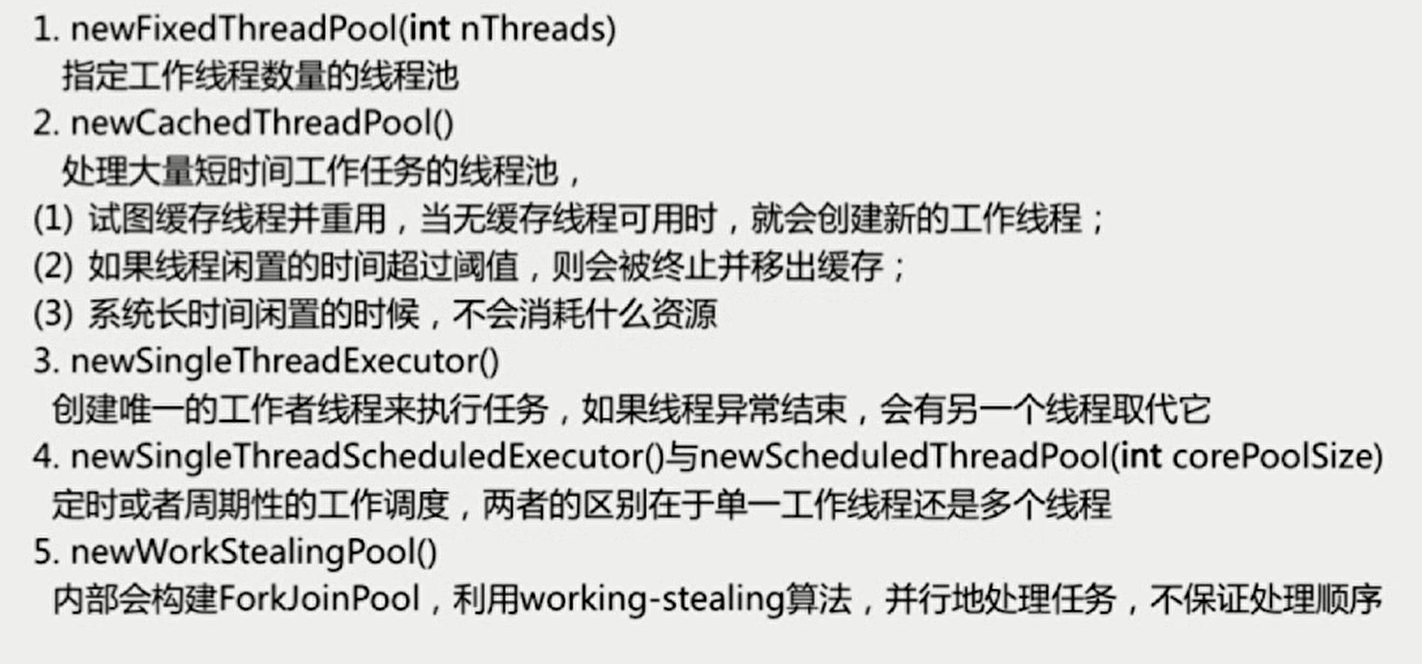 1. newFixedThreadPool(int nThreads)
指定工作线程数量的线程池
2. newCachedThreadPool()
处理大量短时间工作任务的线程池，
(1) 试图缓存线程并重用，当无缓存线程可用时，就会创建新的工作线程；
(2) 如果线程闲置的时间超过阈值，则会被终止并移出缓存；
(3) 系统长时间闲置的时候，不会消耗什么资源
3. newSingleThreadExecutor()
创建唯一的工作者线程来执行任务，如果线程异常结束，会有另一个线程取代它
4. newSingleThreadScheduledExecutor()与newScheduledThreadPool(int corePoolSize)
定时或者周期性的工作调度，两者的区别在于单一工作线程还是多个线程
5. newWorkStealingPool()
内部会构建ForkJoinPool，利用working-stealing算法，并行地处理任务，不保证处理顺序